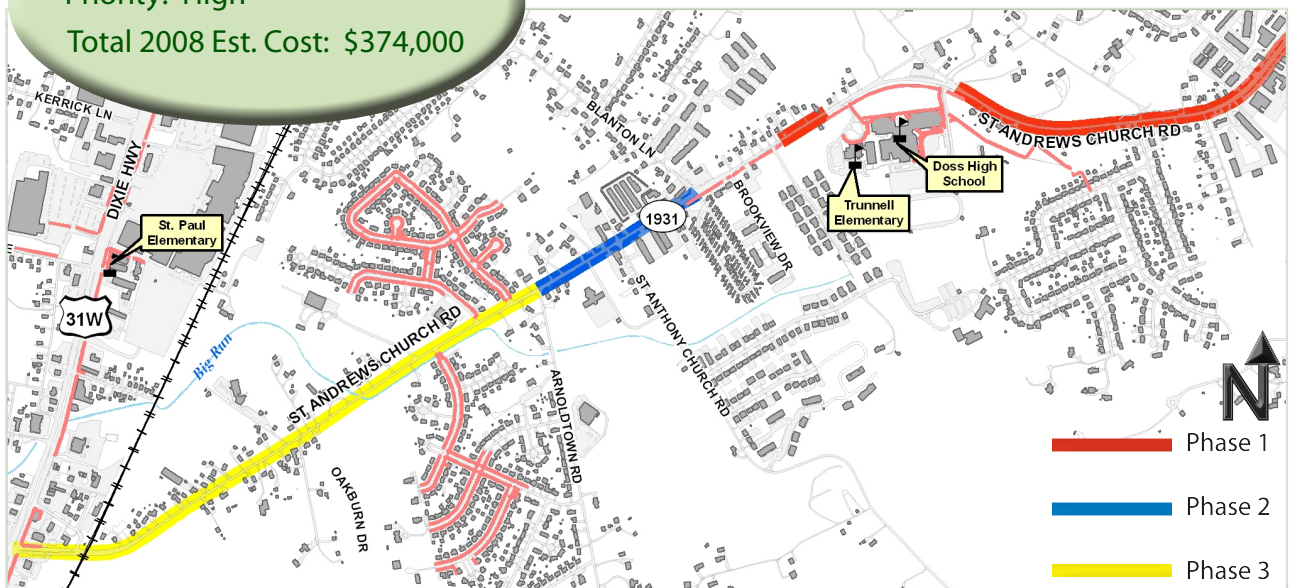 Priority: High
Total 2008 Est. Cost: $374,000
KERRICK LN
DIXIE HWY
St. Paul
Elementary
31W
Big Run
ST ANDREWS CHURCH RD
OAKBURN DR
ARNOLDTOWN RD
ST ANTHONY CHURCH RD
BLANTON LN
1931
BROOKVIEW DR
Trunnell
Elementary
Doss High
School
ST ANDREWS CHURCH RD
N
Phase 1
Phase 2
Phase 3